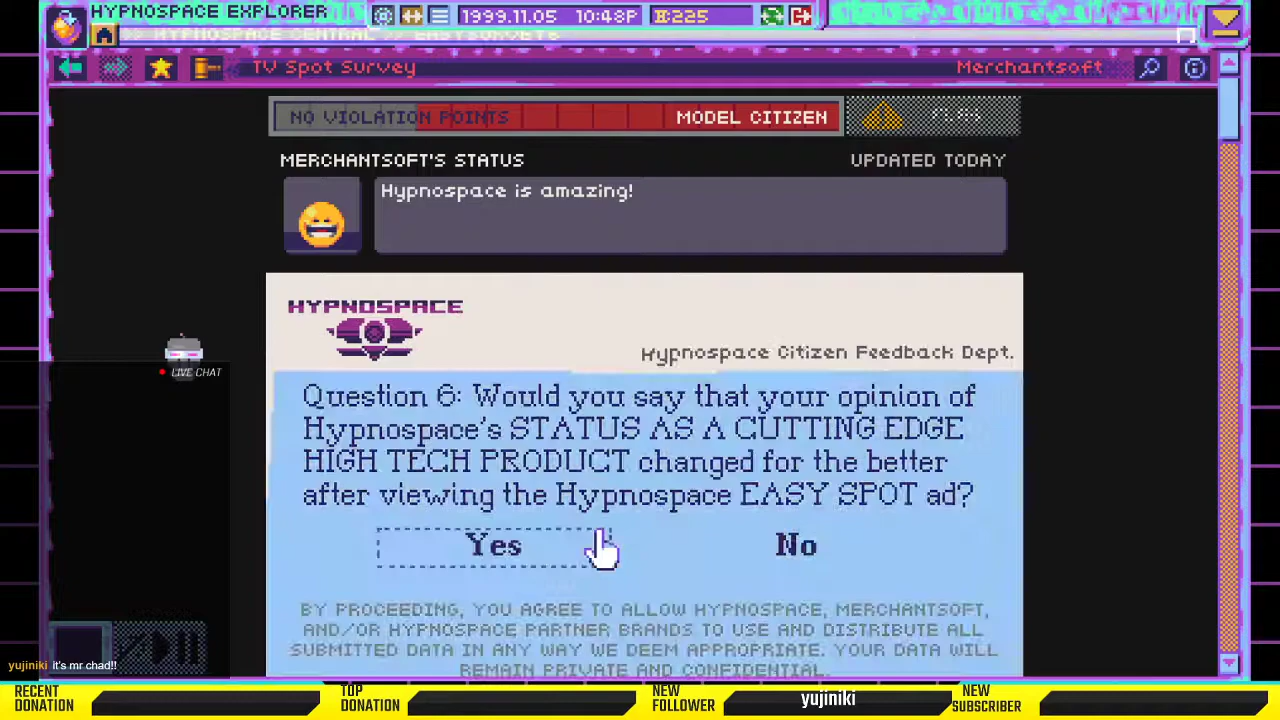 HYPNOSPACE EXPLORER
1999.11.05 10:48P
225
HYPNOSPACE CENTRAL // EASYSURVEYS
TV Spot Survey
Merchantsoft
NO VIOLATION POINTS
MODEL CITIZEN
MERCHANTSOFT'S STATUS
UPDATED TODAY
Hypnospace is amazing!
HYPNOSPACE
Hypnospace Citizen Feedback Dept.
Question 6: Would you say that your opinion of
Hypnospace's STATUS AS A CUTTING EDGE
HIGH TECH PRODUCT changed for the better
after viewing the Hypnospace EASY SPOT ad?
Yes
No
BY PROCEEDING, YOU AGREE TO ALLOW HYPNOSPACE, MERCHANTSOFT,
AND/OR HYPNOSPACE PARTNER BRANDS TO USE AND DISTRIBUTE ALL
SUBMITTED DATA IN ANY WAY WE DEEM APPROPRIATE. YOUR DATA WILL
REMAIN PRIVATE AND CONFIDENTIAL.
LIVE CHAT
yujiniki it's mr chad!!
RECENT
DONATION
TOP
DONATION
NEW
FOLLOWER
yujiniki
NEW
SUBSCRIBER